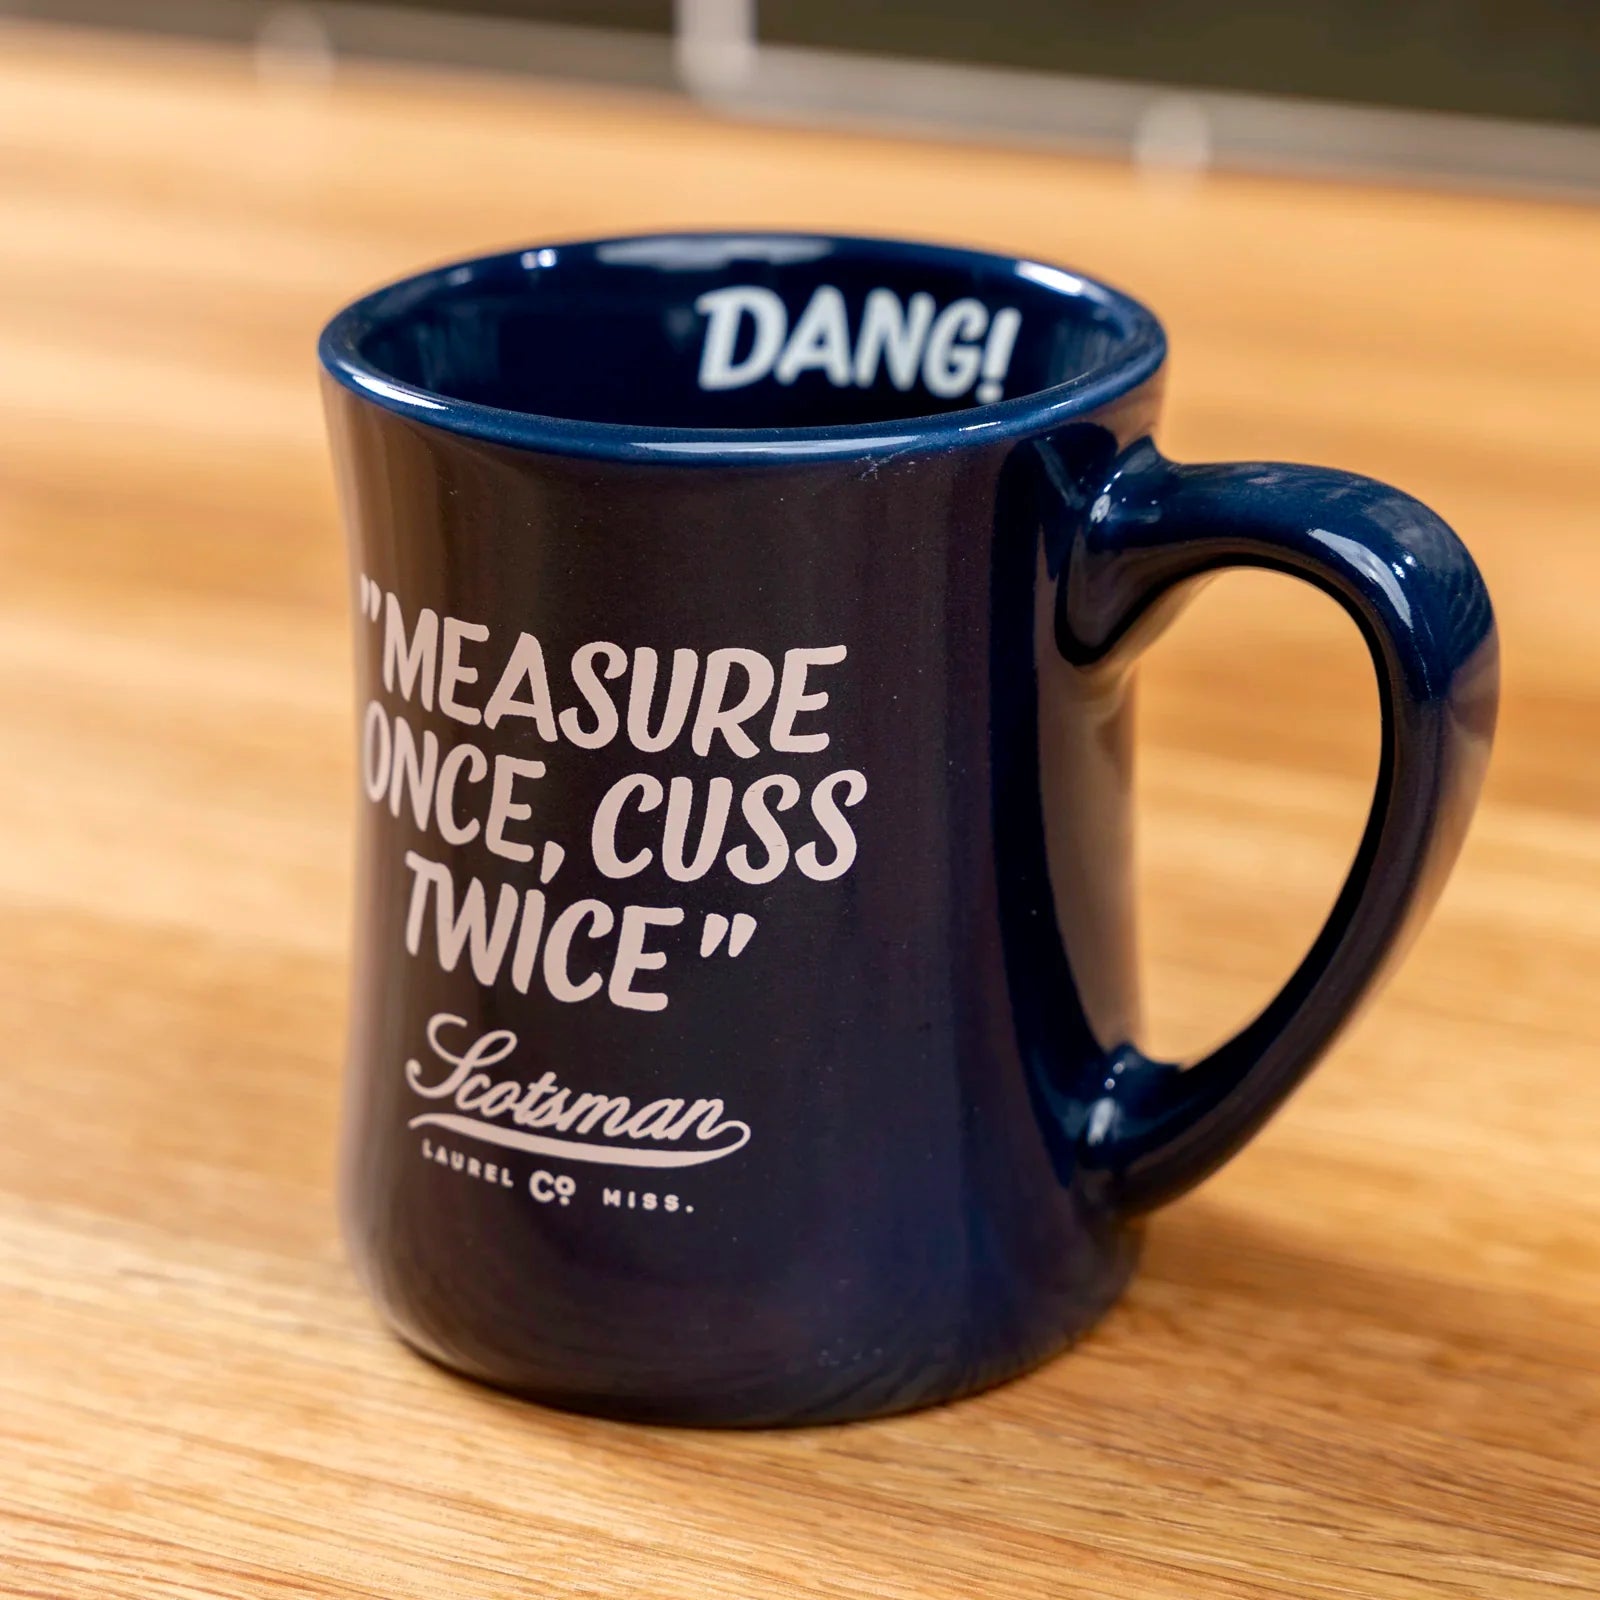 DANG!
"MEASURE
ONCE, CUSS
TWICE"
Scotsman
LAUREL Co. MISS.